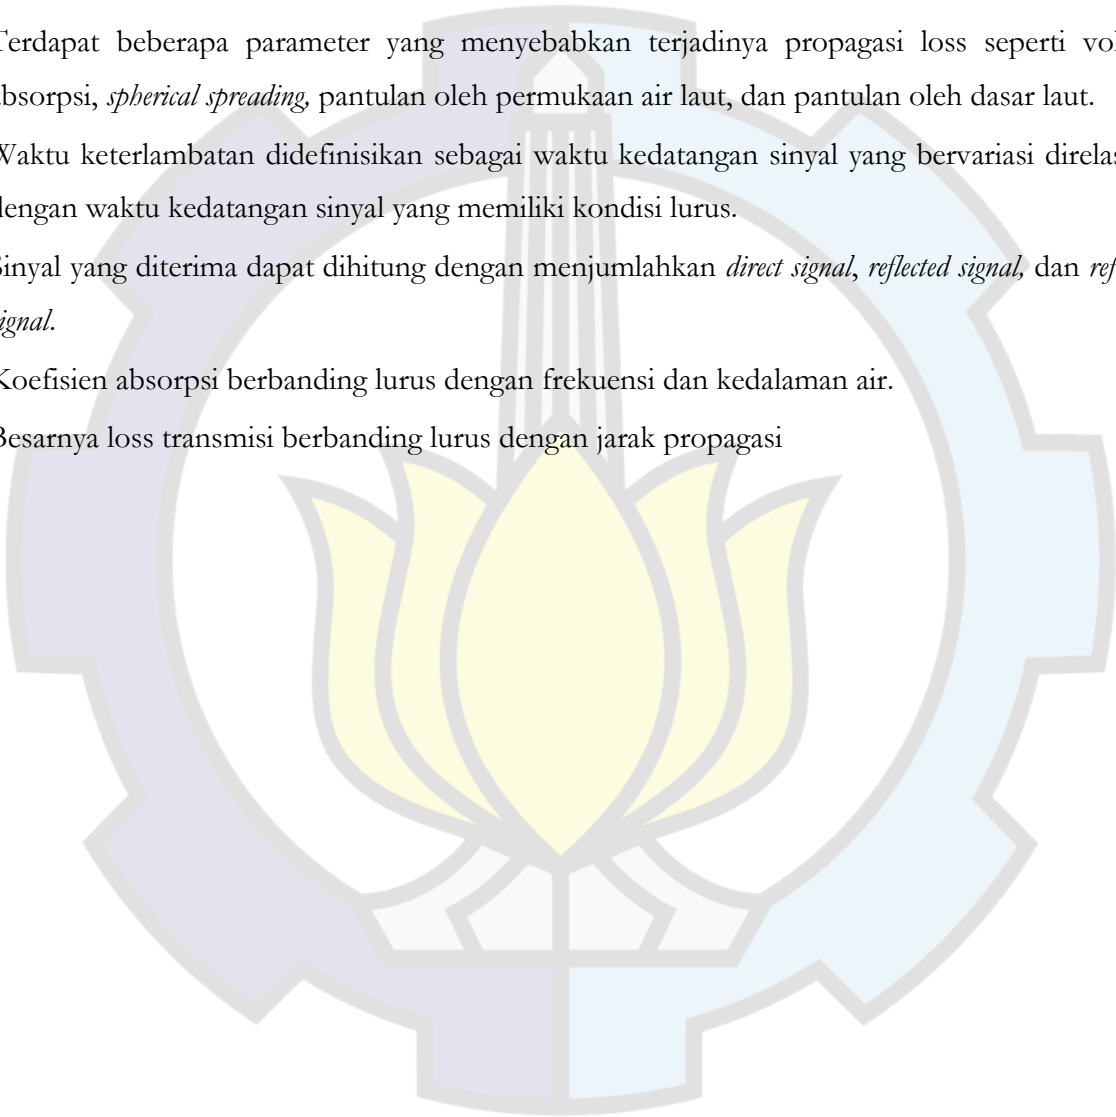 Terdapat beberapa parameter yang menyebabkan terjadinya propagasi loss seperti
absorpsi, spherical spreading, pantulan oleh permukaan air laut, dan pantulan oleh dasar laut.
Waktu keterlambatan didefinisikan sebagai waktu kedatangan sinyal yang bervariasi
dengan waktu kedatangan sinyal yang memiliki kondisi lurus.
Sinyal yang diterima dapat dihitung dengan menjumlahkan direct signal, reflected signal, dan
signal.
Koefisien absorpsi berbanding lurus dengan frekuensi dan kedalaman air.
Besarnya loss transmisi berbanding lurus dengan jarak propagasi